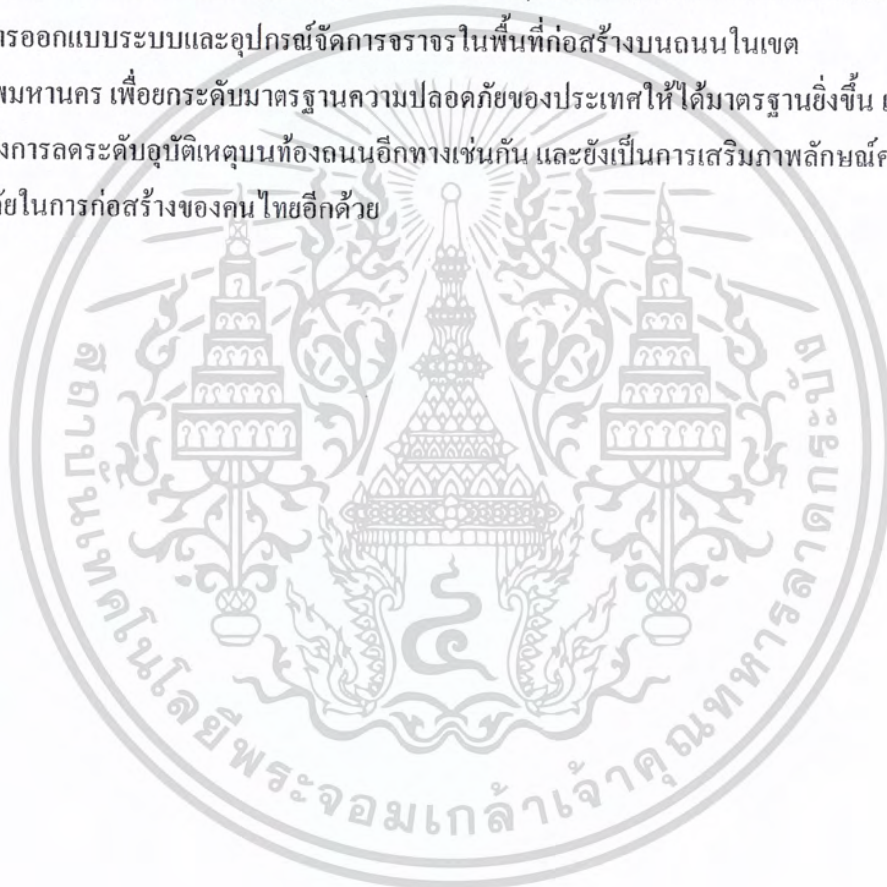 รออกแบบระบบและอุปกรณ์จัดการจราจรในพื้นที่ก่อสร้างบนถนนในเขต
พมหานคร เพื่อยกระดับมาตรฐานความปลอดภัยของประเทศให้ได้มาตรฐานยิ่งขึ้น
งการลดระดับอุบัติเหตุบนท้องถนนอีกทางเช่นกัน และยังเป็นการเสริมภาพลักษณ์
ัยในการก่อสร้างของคนไทยอีกด้วย
๔
สถาบันเทคโนโลยีพระจอมเกล้าเจ้าคุณทหารลาดกระบัง